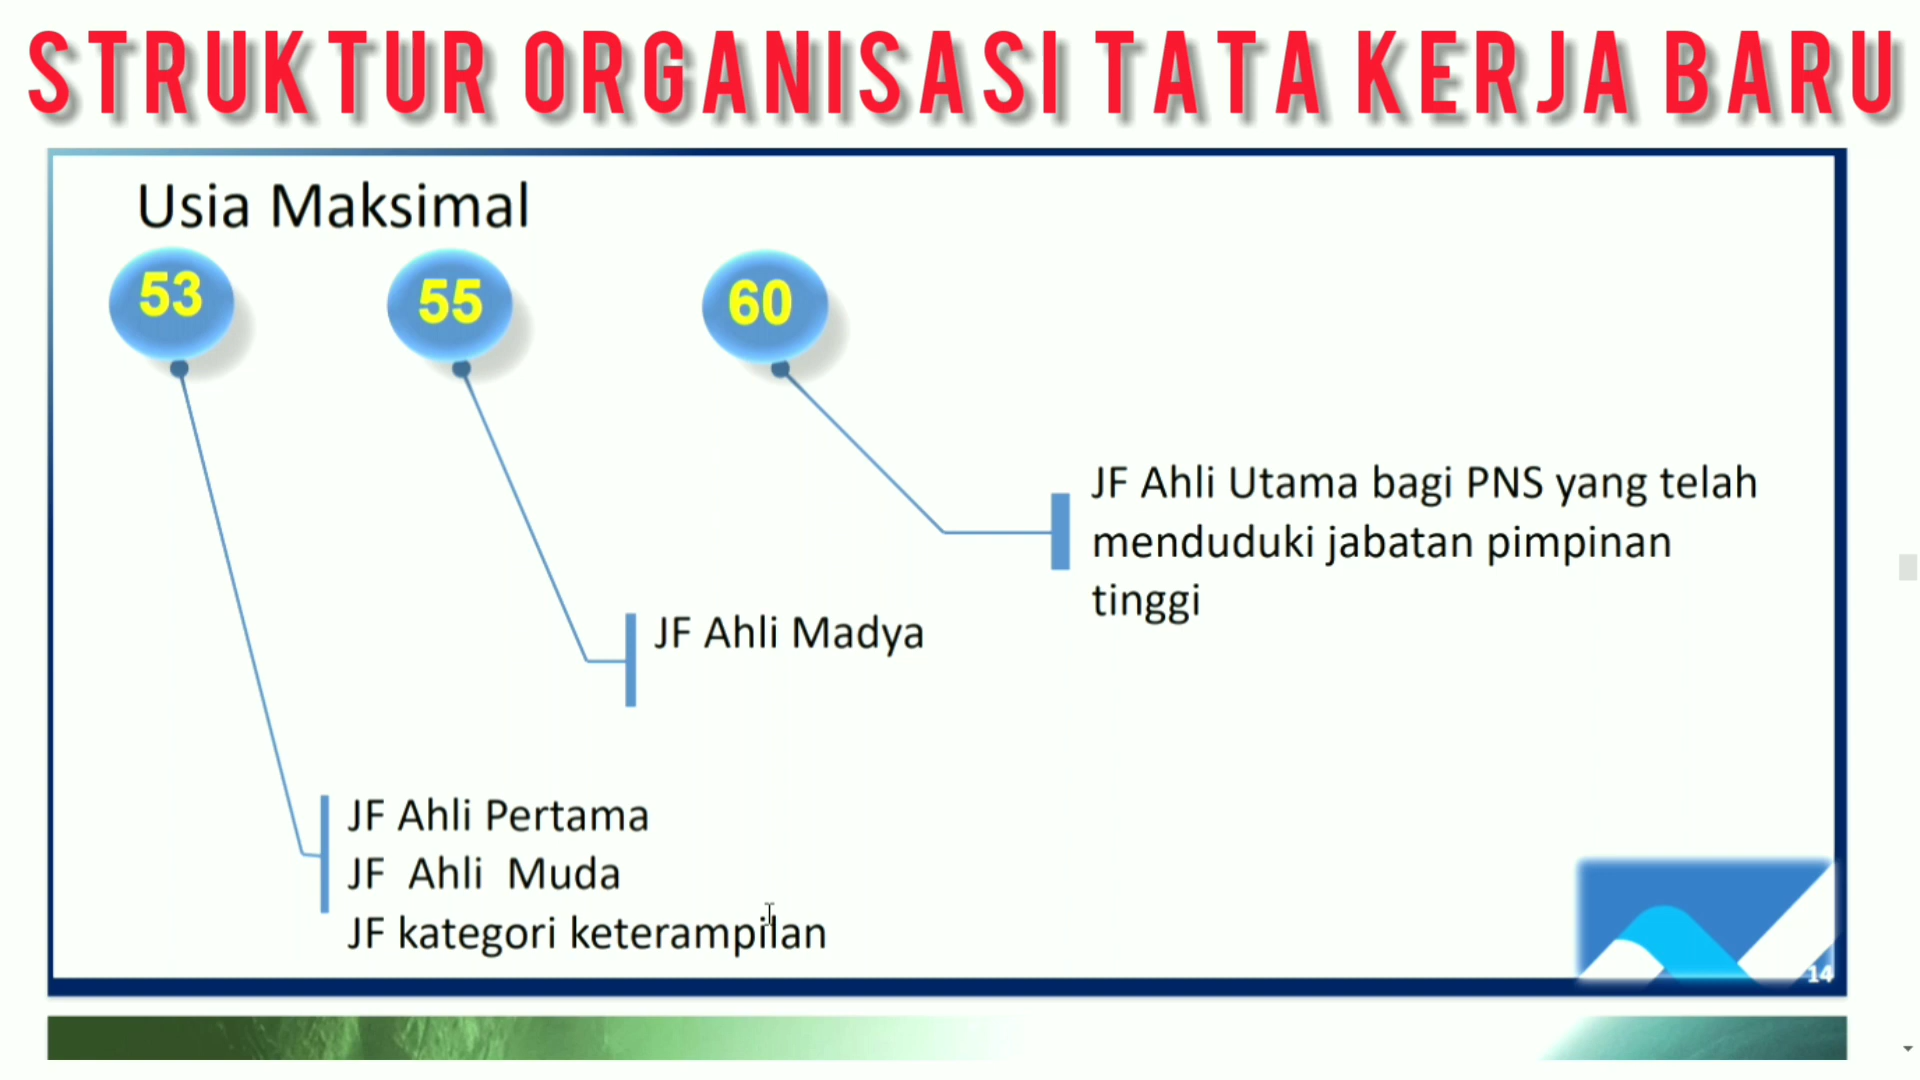 STRUKTUR ORGANISASI TATA KERJA BARU
Usia Maksimal
53
55
60
JF Ahli Utama bagi PNS yang telah
menduduki jabatan pimpinan
tinggi
JF Ahli Madya
JF Ahli Pertama
JF Ahli Muda
JF kategori keterampilan
14